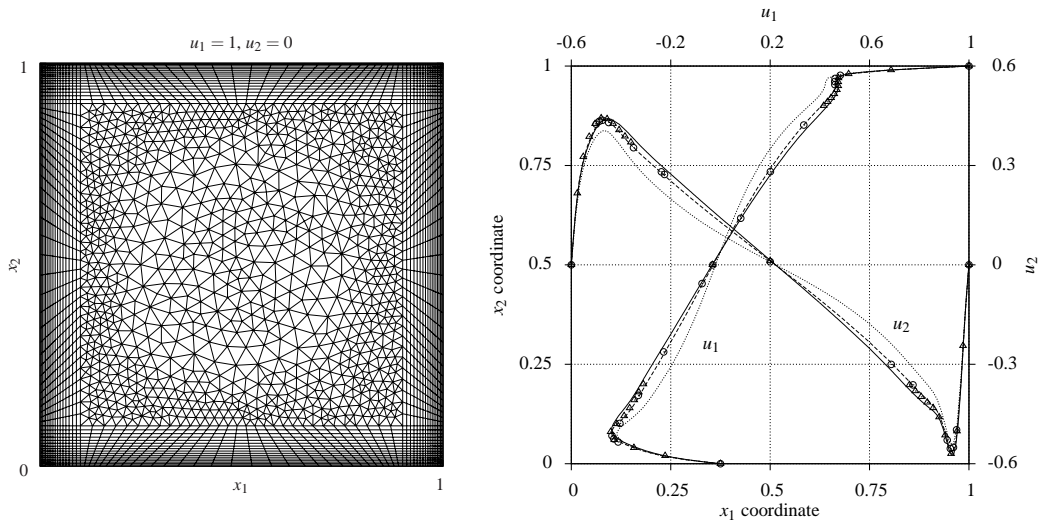 u₁ = 1, u₂ = 0
1
x₂
0
x₁
1
u₁
-0.6 -0.2 0.2 0.6 1
1 0.6
0.75 0.3
x₂ coordinate
0.5 0
u₂
u₂
u₁
0.25 -0.3
0 -0.6
0 0.25 0.5 0.75 1
x₁ coordinate